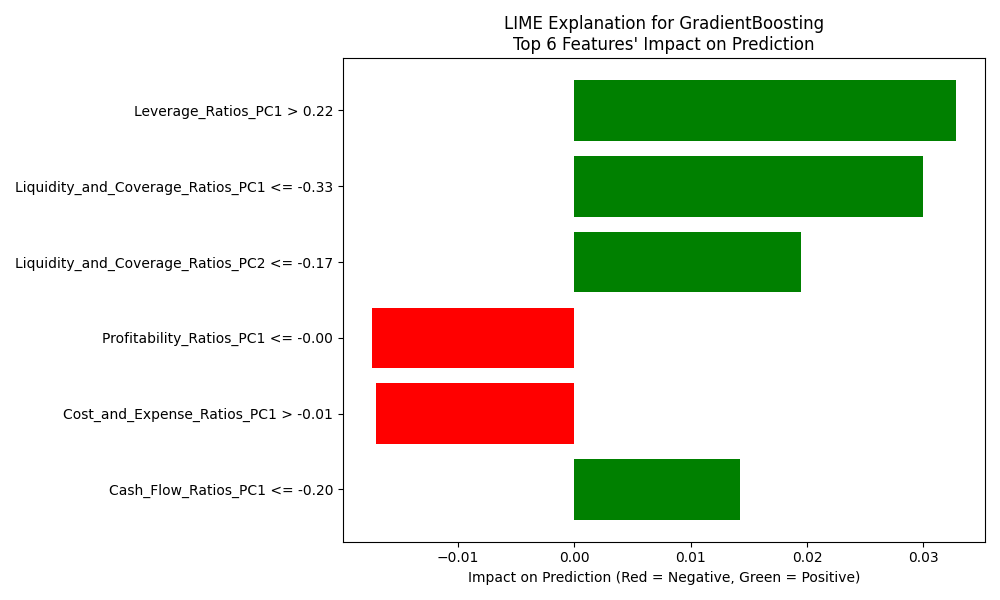 LIME Explanation for GradientBoosting
Top 6 Features' Impact on Prediction
Leverage_Ratios_PC1 > 0.22
Liquidity_and_Coverage_Ratios_PC1 <= -0.33
Liquidity_and_Coverage_Ratios_PC2 <= -0.17
Profitability_Ratios_PC1 <= -0.00
Cost_and_Expense_Ratios_PC1 > -0.01
Cash_Flow_Ratios_PC1 <= -0.20
−0.01 0.00 0.01 0.02 0.03
Impact on Prediction (Red = Negative, Green = Positive)